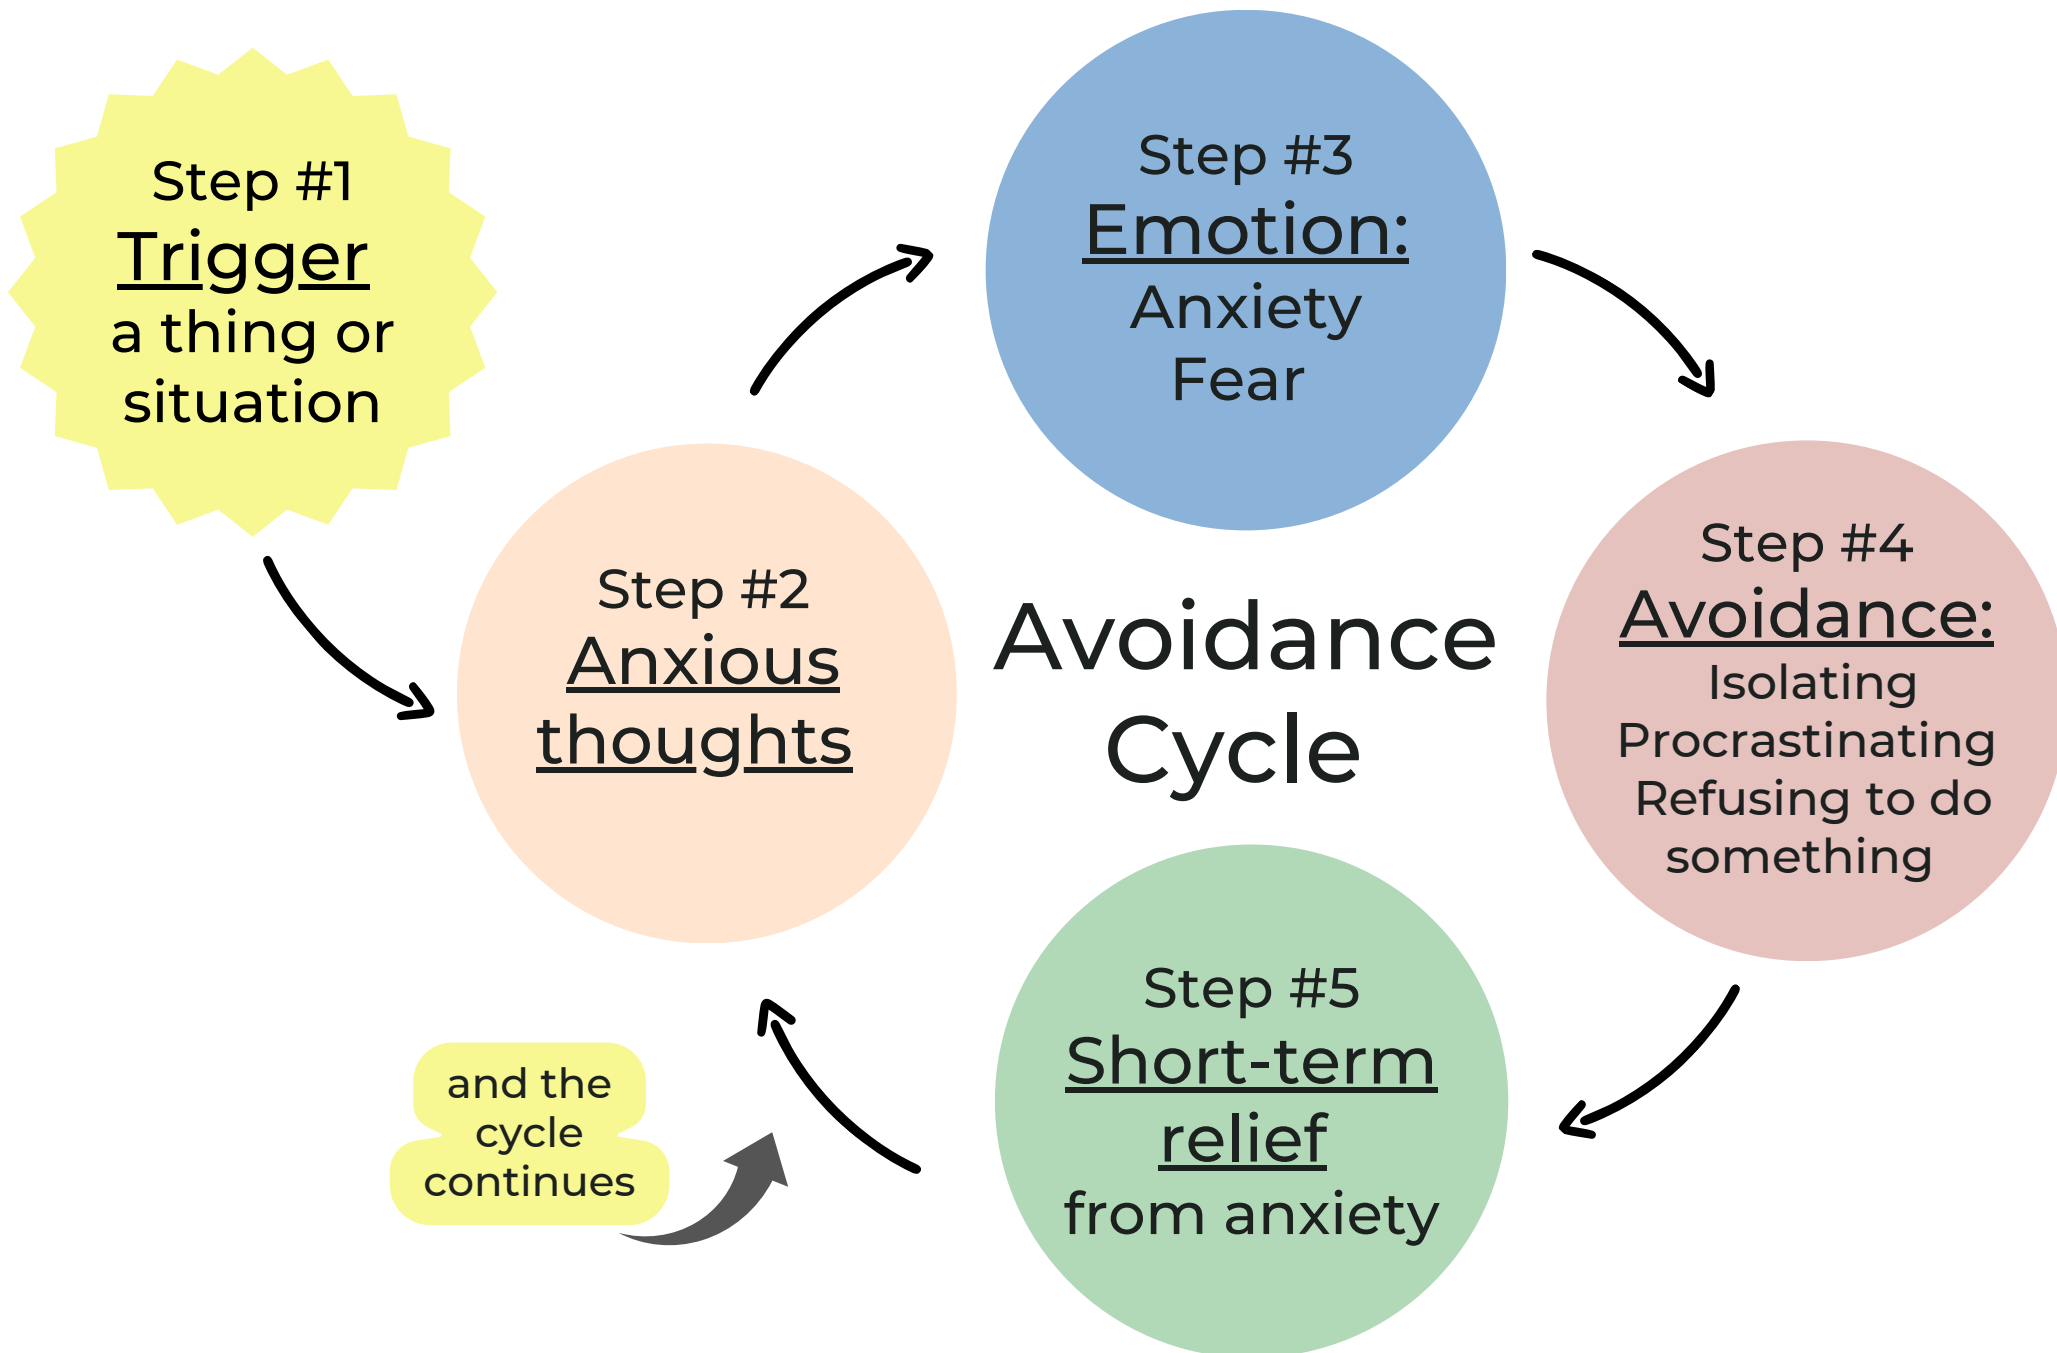 Step #1
Trigger
a thing or
situation
Step #2
Anxious
thoughts
Step #3
Emotion:
Anxiety
Fear
Step #4
Avoidance:
Isolating
Procrastinating
Refusing to do
something
Step #5
Short-term
relief
from anxiety
and the
cycle
continues
Avoidance
Cycle